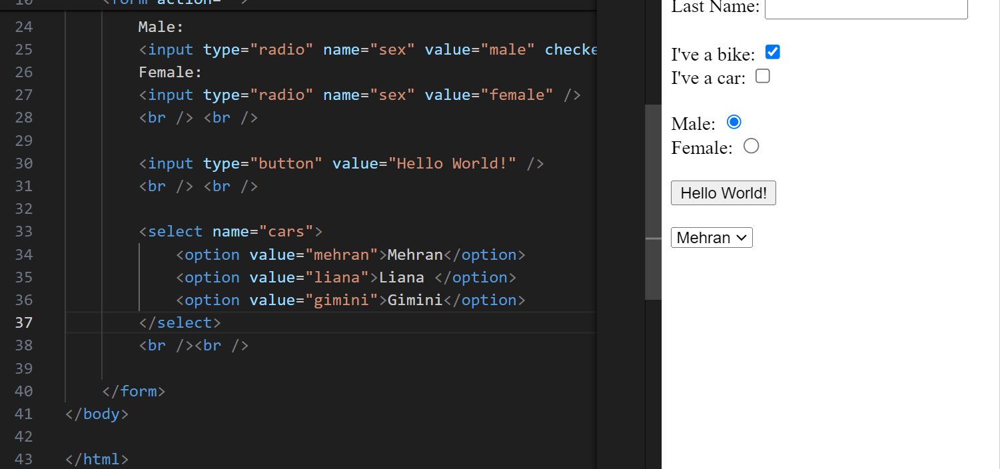 10 <form action=" ">
24 Male:
25 <input type="radio" name="sex" value="male" checke
26 Female:
27 <input type="radio" name="sex" value="female" />
28 <br /> <br />
29
30 <input type="button" value="Hello World!" />
31 <br /> <br />
32
33 <select name="cars">
34 <option value="mehran">Mehran</option>
35 <option value="liana">Liana </option>
36 <option value="gimini">Gimini</option>
37 </select>
38 <br /><br />
39
40 </form>
41 </body>
42
43 </html>
Last Name:
I've a bike:
I've a car:
Male:
Female:
Hello World!
Mehran